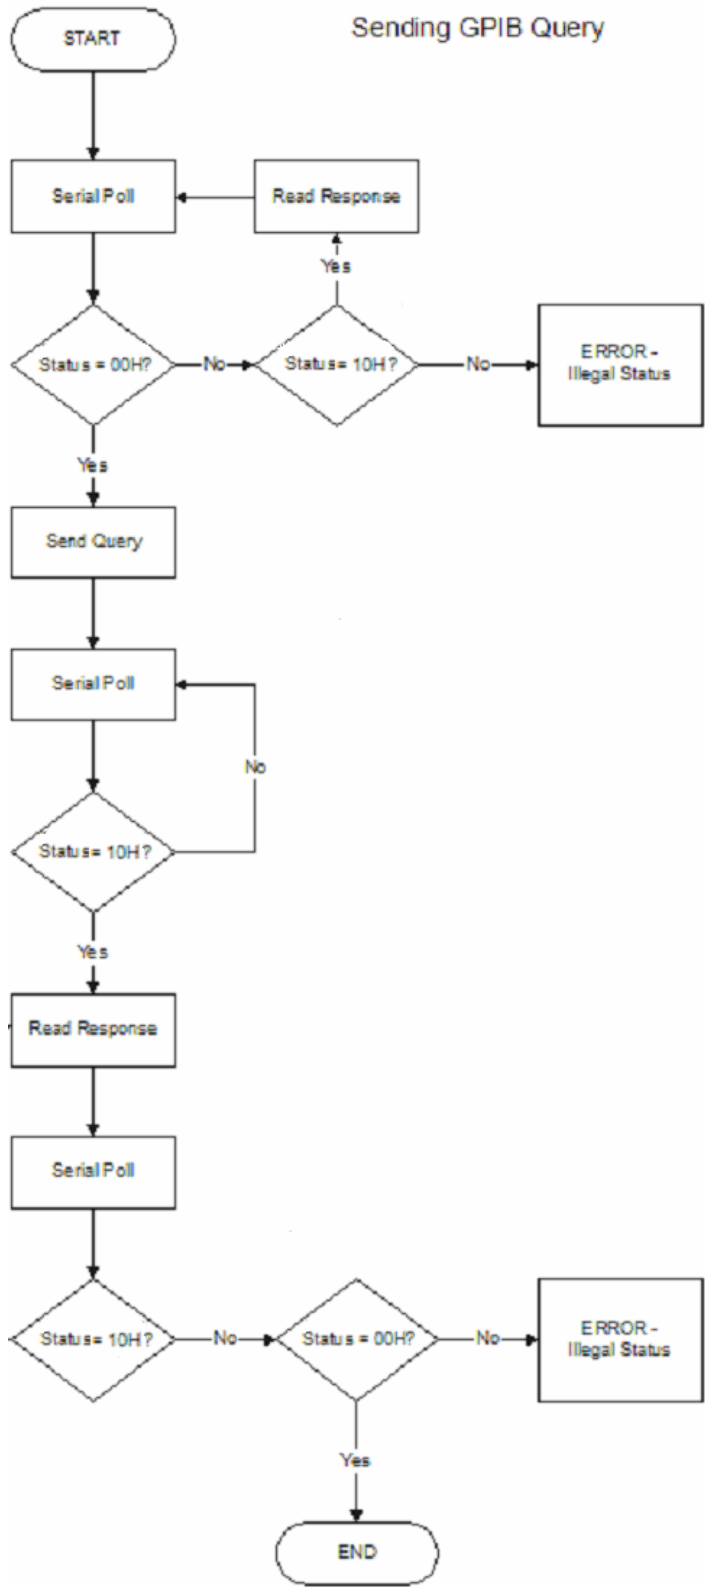 Sending GPIB Query
START
Serial Poll
Read Response
Yes
Status = 00H?
No
Status= 10H?
No
ERROR -
Illegal Status
Yes
Send Query
Serial Poll
No
Status= 10H?
Yes
Read Response
Serial Poll
Status= 10H?
No
Status = 00H?
No
ERROR -
Illegal Status
Yes
END